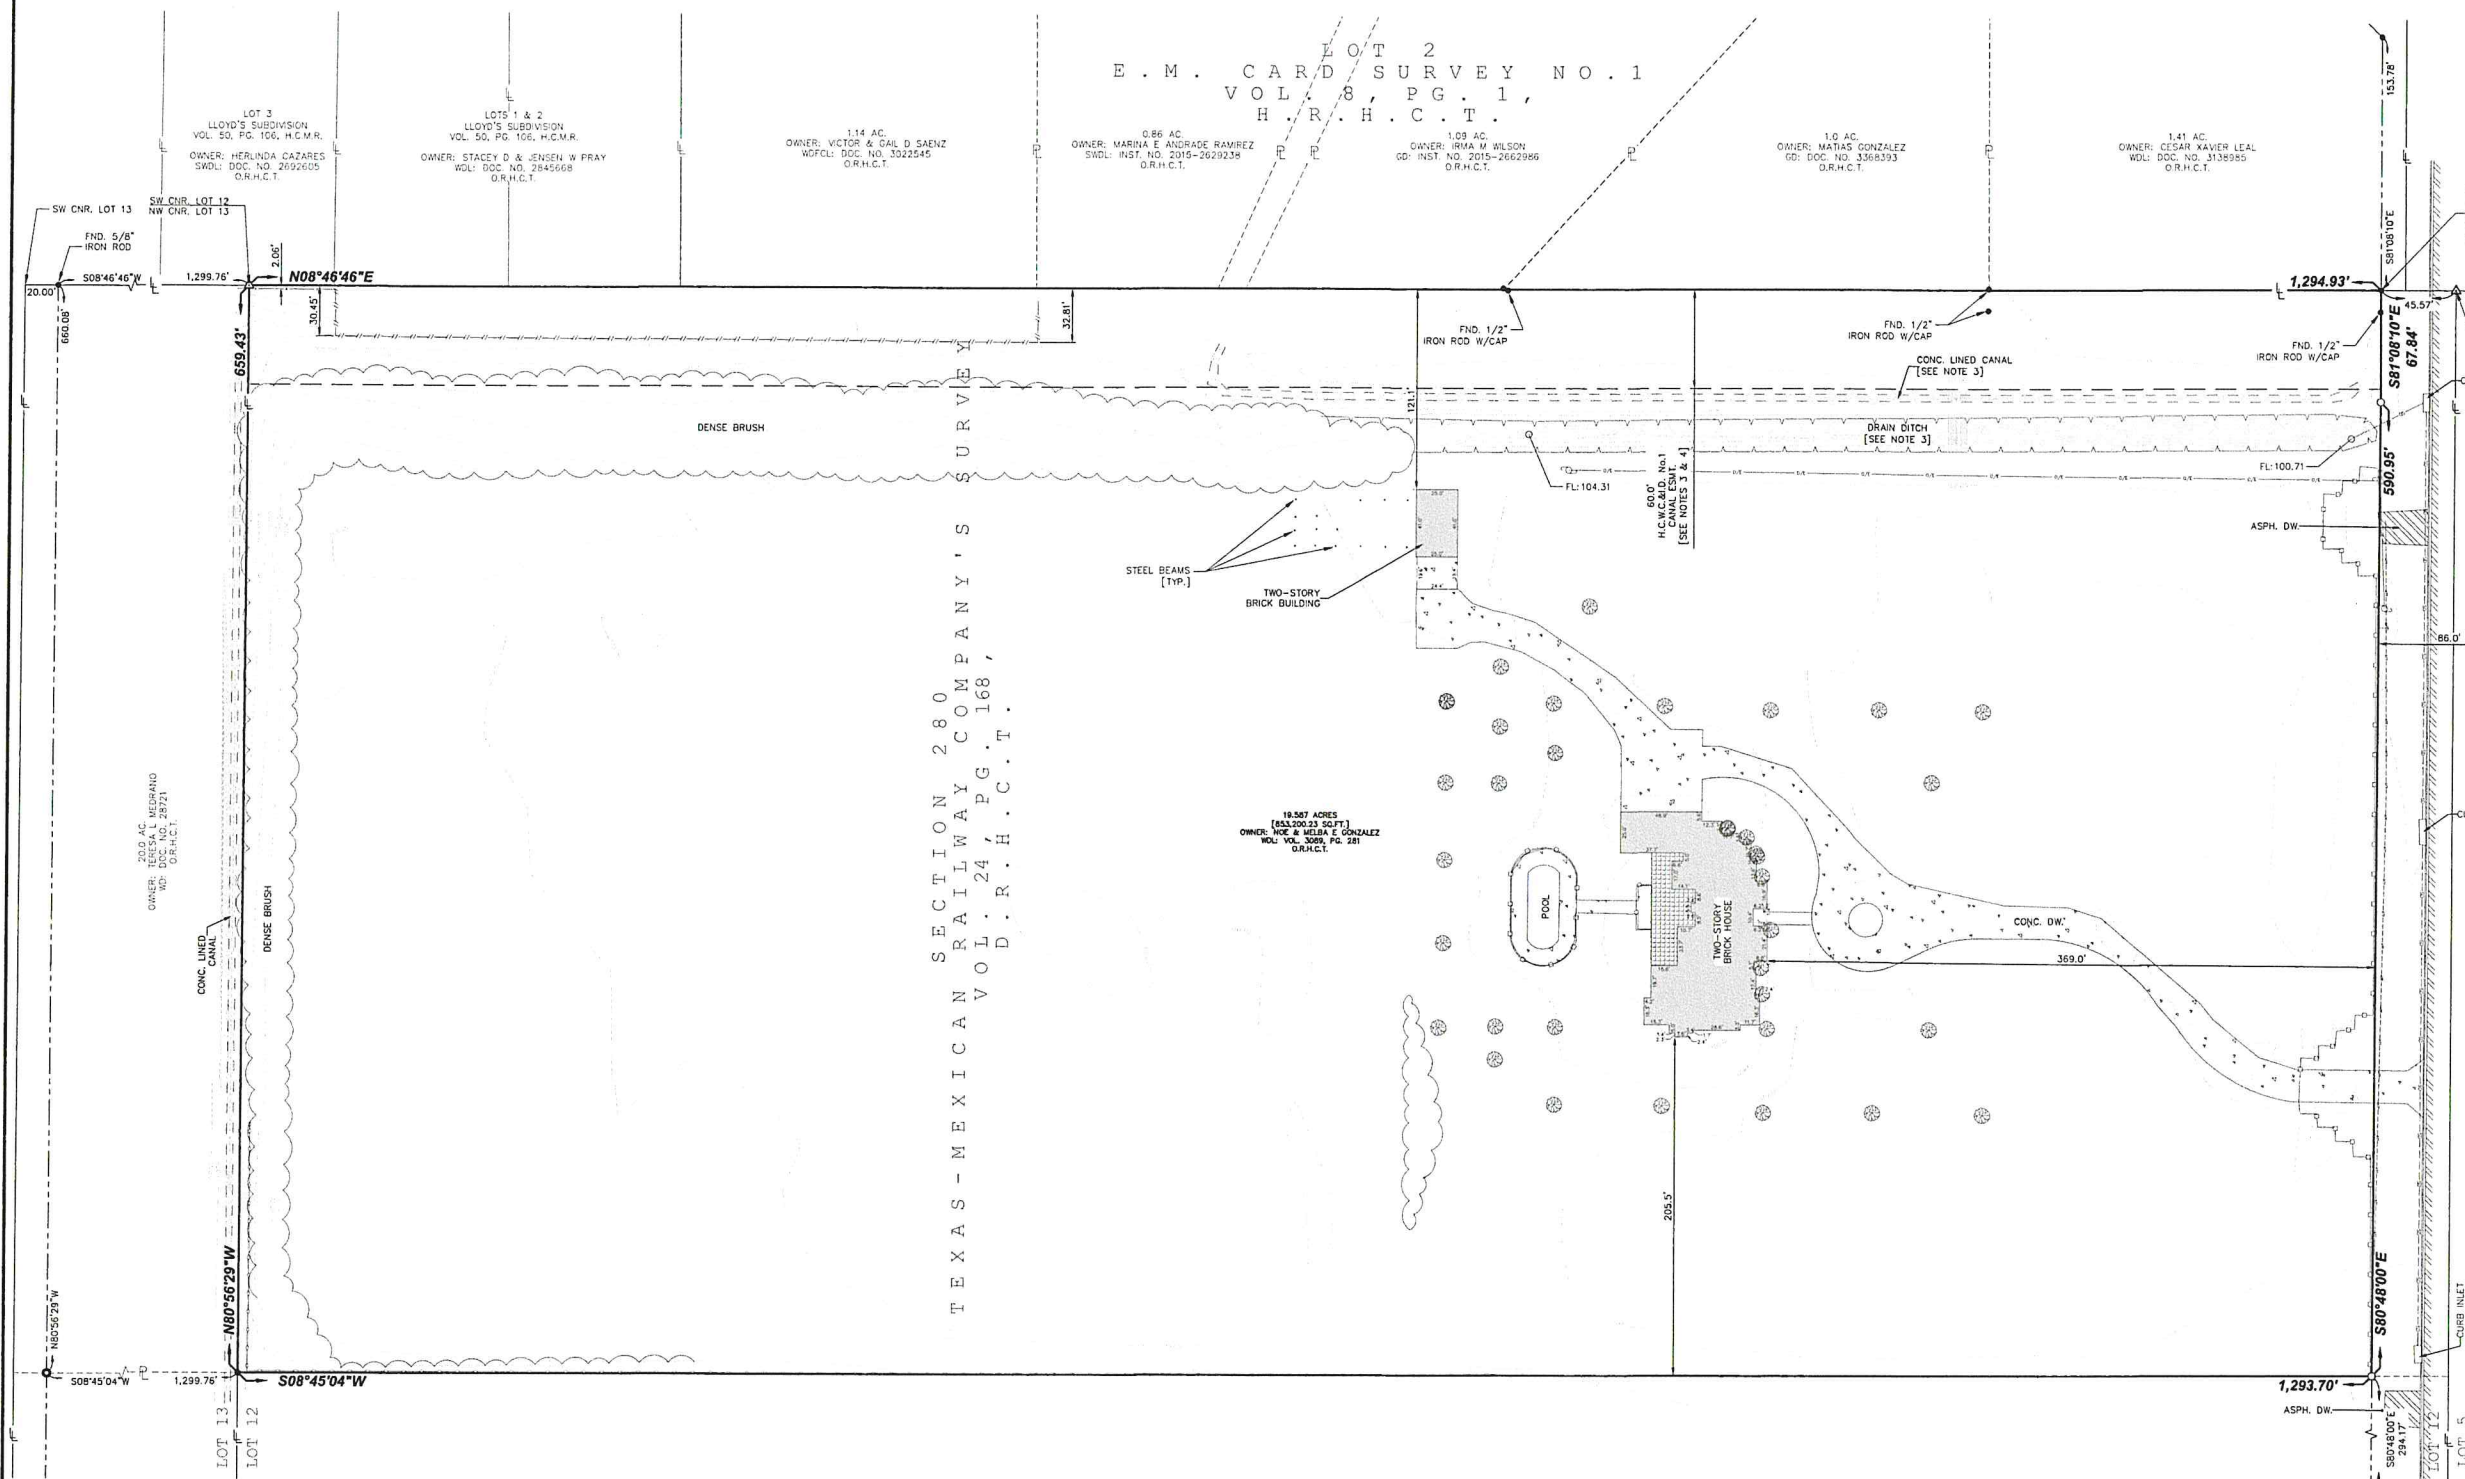 LOT 2
E.M. CARD SURVEY NO.1
VOL. 8, PG. 1,
H.R.H.C.T.
LOT 3
LLOYD'S SUBDIVISION
VOL. 50, PG. 106, H.C.M.R.
OWNER: HERLINDA CAZARES
SWDL: DOC. NO. 2692605
O.R.H.C.T.
LOTS 1 & 2
LLOYD'S SUBDIVISION
VOL. 50, PG. 106, H.C.M.R.
OWNER: STACEY D & JENSEN W PRAY
WDL: DOC. NO. 2845668
O.R.H.C.T.
1.14 AC.
OWNER: VICTOR & GAIL D SAENZ
WGFCL: DOC. NO. 3022545
O.R.H.C.T.
0.86 AC.
OWNER: MARINA E ANDRADE RAMIREZ
SWDL: INST. NO. 2015-2629238
O.R.H.C.T.
1.09 AC.
OWNER: IRMA M WILSON
GD: INST. NO. 2015-2662986
O.R.H.C.T.
1.0 AC.
OWNER: MATIAS GONZALEZ
GD: DOC. NO. 3368393
O.R.H.C.T.
1.41 AC.
OWNER: CESAR XAVIER LEAL
WDL: DOC. NO. 3138985
O.R.H.C.T.
153.78'
S81°08'10"E
SW CNR. LOT 13
SW CNR. LOT 12
NW CNR. LOT 13
FND. 5/8"
IRON ROD
20.00'
S08°46'46"W
1,299.76'
2.06'
N08°46'46"E
1,294.93'
45.57'
660.08'
659.43'
30.45'
32.81'
121.1'
FND. 1/2"
IRON ROD W/CAP
FND. 1/2"
IRON ROD W/CAP
FND. 1/2"
IRON ROD W/CAP
S81°08'10"E
67.84'
CONC. LINED CANAL
[SEE NOTE 3]
DENSE BRUSH
DRAIN DITCH
[SEE NOTE 3]
FL:104.31
FL:100.71
60.0'
H.C.W.C.&I.D. No.1
CANAL ESMT.
[SEE NOTES 3 & 4]
590.95'
ASPH. DW.
STEEL BEAMS
[TYP.]
TWO-STORY
BRICK BUILDING
25.0'
25.0'
24.4'
86.0'
SECTION 280
TEXAS-MEXICAN RAILWAY COMPANY'S SURVEY
VOL. 24, PG. 168,
D.R.H.C.T.
20.0 AC.
OWNER: TERESA L MEDRANO
WD: DOC. NO. 28721
O.R.H.C.T.
CONC. LINED
CANAL
DENSE BRUSH
19.587 ACRES
[853,200.23 SQ.FT.]
OWNER: NOE & MELBA E GONZALEZ
WDL: VOL. 3089, PG. 281
O.R.H.C.T.
POOL
TWO-STORY
BRICK HOUSE
CONC. DW.
369.0'
205.5'
N80°56'29"W
N80°56'29"W
S08°45'04"W
1,299.76'
S08°45'04"W
S80°48'00"E
1,293.70'
ASPH. DW.
S80°48'00"E
294.17'
CURB INLET
LOT 13
LOT 12
LOT 12
LOT 5